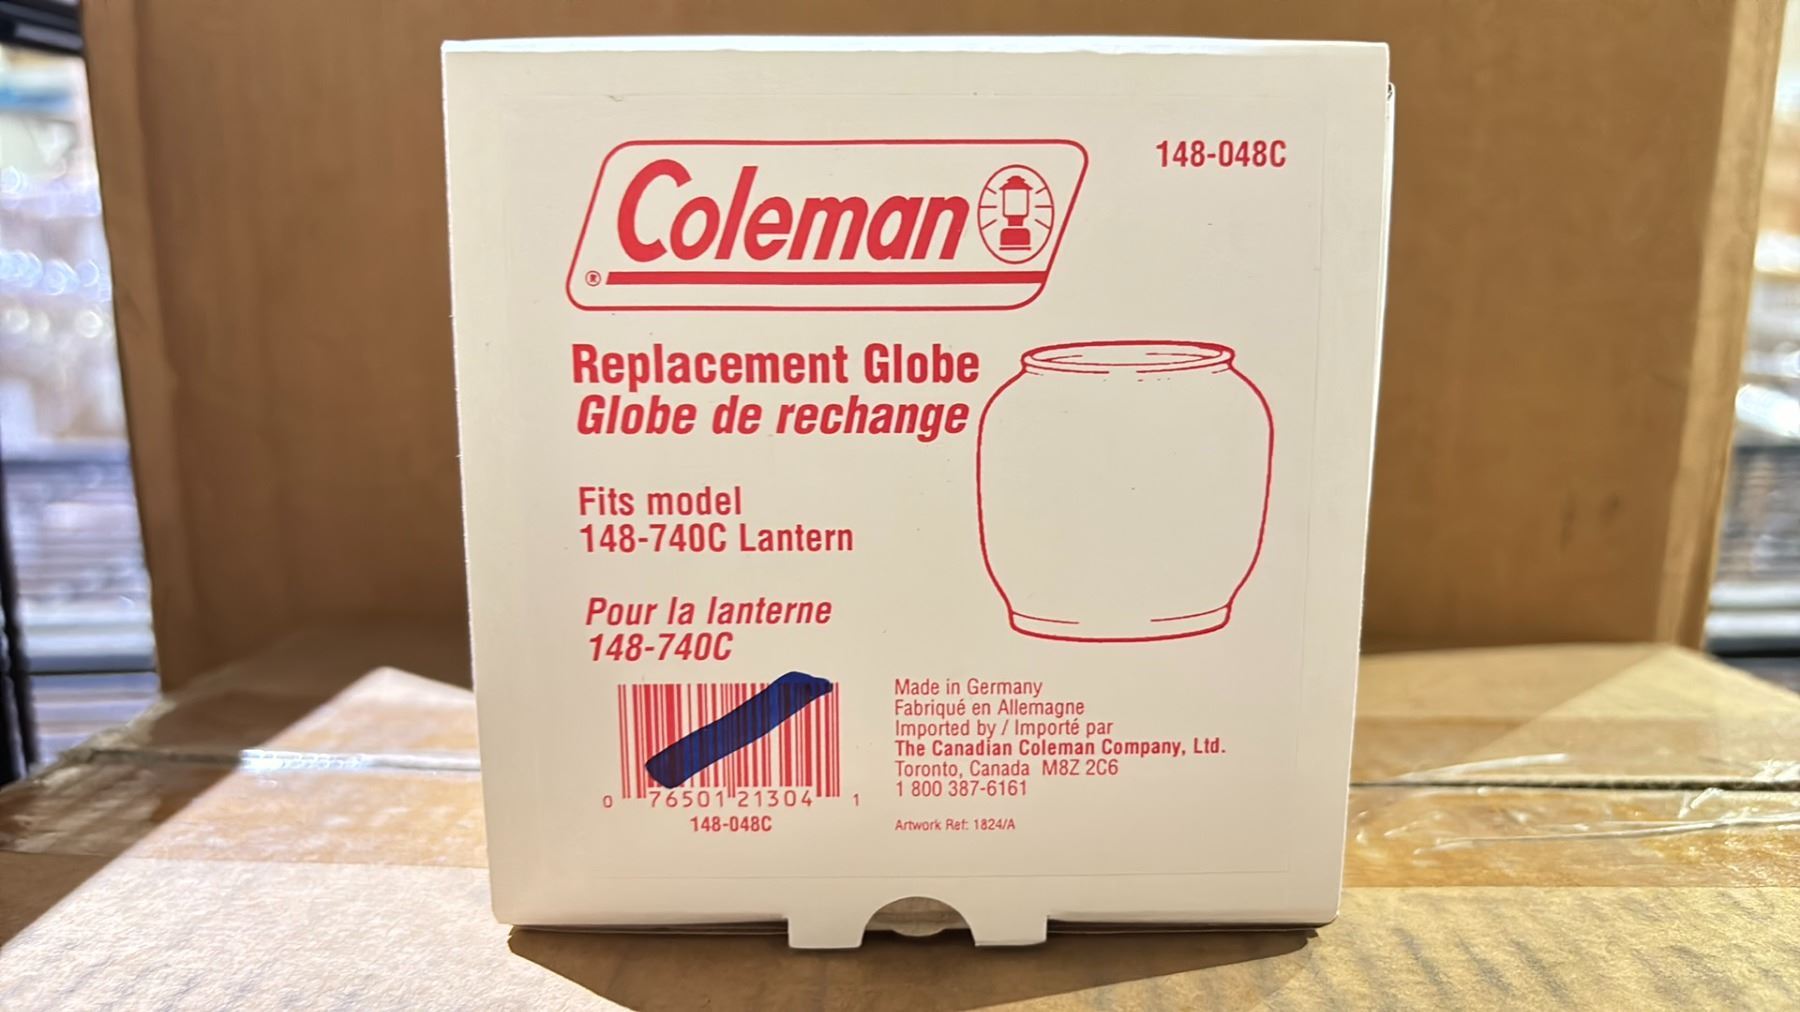 Coleman
®
148-048C
Replacement Globe
Globe de rechange
Fits model
148-740C Lantern
Pour la lanterne
148-740C
0 76501 21304 1
148-048C
Made in Germany
Fabriqué en Allemagne
Imported by / Importé par
The Canadian Coleman Company, Ltd.
Toronto, Canada M8Z 2C6
1 800 387-6161
Artwork Ref: 1824/A